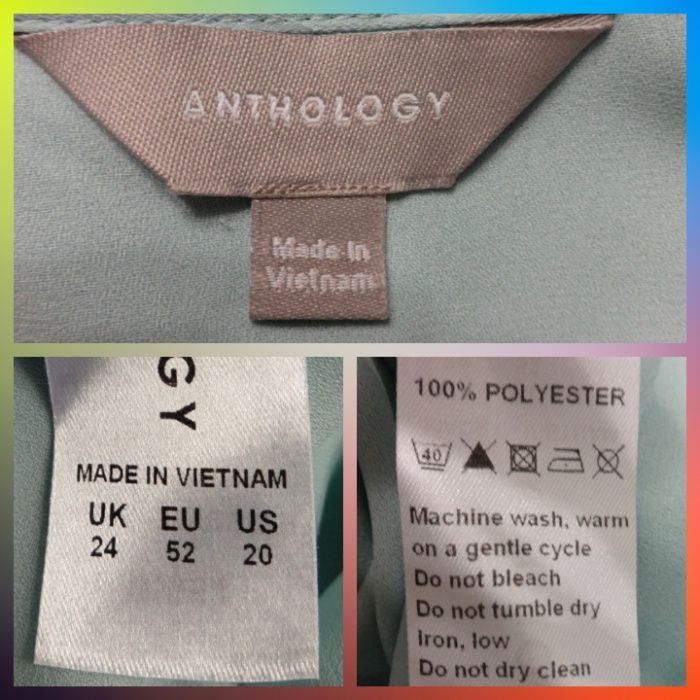 ANTHOLOGY
Made In
Vietnam
GY
MADE IN VIETNAM
UK EU US
24 52 20
100% POLYESTER
40
Machine wash, warm
on a gentle cycle
Do not bleach
Do not tumble dry
Iron, low
Do not dry clean